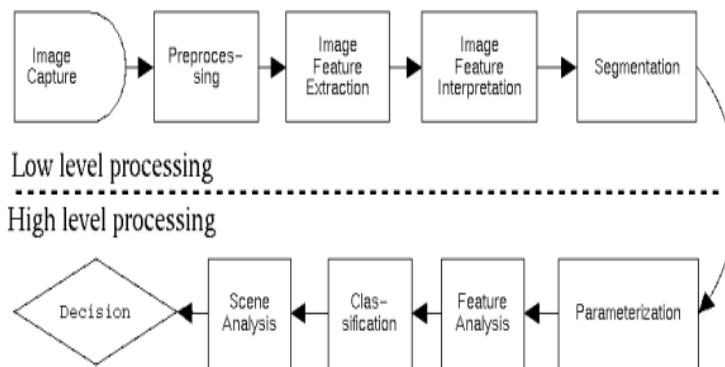 Image
Capture
Preproces-
sing
Image
Feature
Extraction
Image
Feature
Interpretation
Segmentation
Low level processing
High level processing
Decision
Scene
Analysis
Clas-
sification
Feature
Analysis
Parameterization